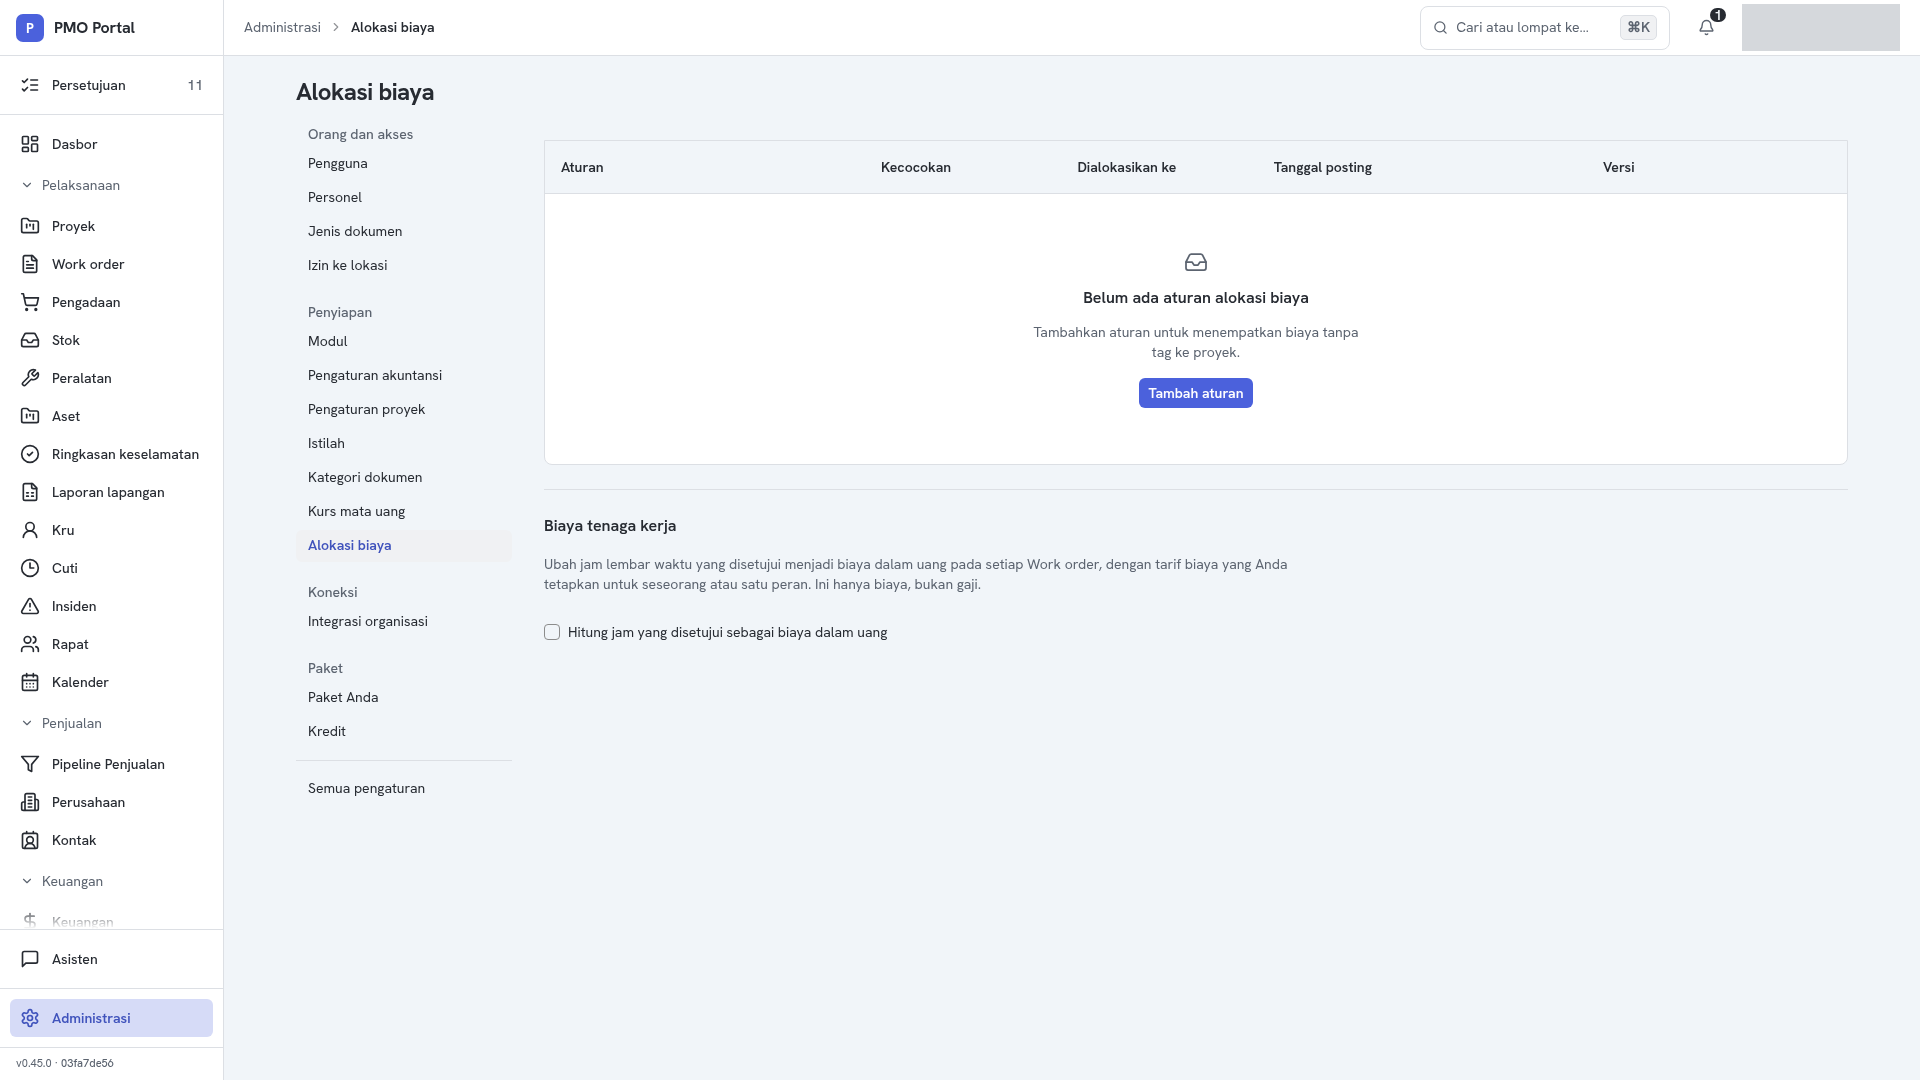 P PMO Portal
Administrasi > Alokasi biaya
Cari atau lompat ke...
⌘K
1
Persetujuan 11
Dasbor
Pelaksanaan
Proyek
Work order
Pengadaan
Stok
Peralatan
Aset
Ringkasan keselamatan
Laporan lapangan
Kru
Cuti
Insiden
Rapat
Kalender
Penjualan
Pipeline Penjualan
Perusahaan
Kontak
Keuangan
Keuangan
Asisten
Administrasi
v0.45.0 · 03fa7de56
Alokasi biaya
Orang dan akses
Pengguna
Personel
Jenis dokumen
Izin ke lokasi
Penyiapan
Modul
Pengaturan akuntansi
Pengaturan proyek
Istilah
Kategori dokumen
Kurs mata uang
Alokasi biaya
Koneksi
Integrasi organisasi
Paket
Paket Anda
Kredit
Semua pengaturan
Aturan Kecocokan Dialokasikan ke Tanggal posting Versi
Belum ada aturan alokasi biaya
Tambahkan aturan untuk menempatkan biaya tanpa
tag ke proyek.
Tambah aturan
Biaya tenaga kerja
Ubah jam lembar waktu yang disetujui menjadi biaya dalam uang pada setiap Work order, dengan tarif biaya yang Anda
tetapkan untuk seseorang atau satu peran. Ini hanya biaya, bukan gaji.
Hitung jam yang disetujui sebagai biaya dalam uang